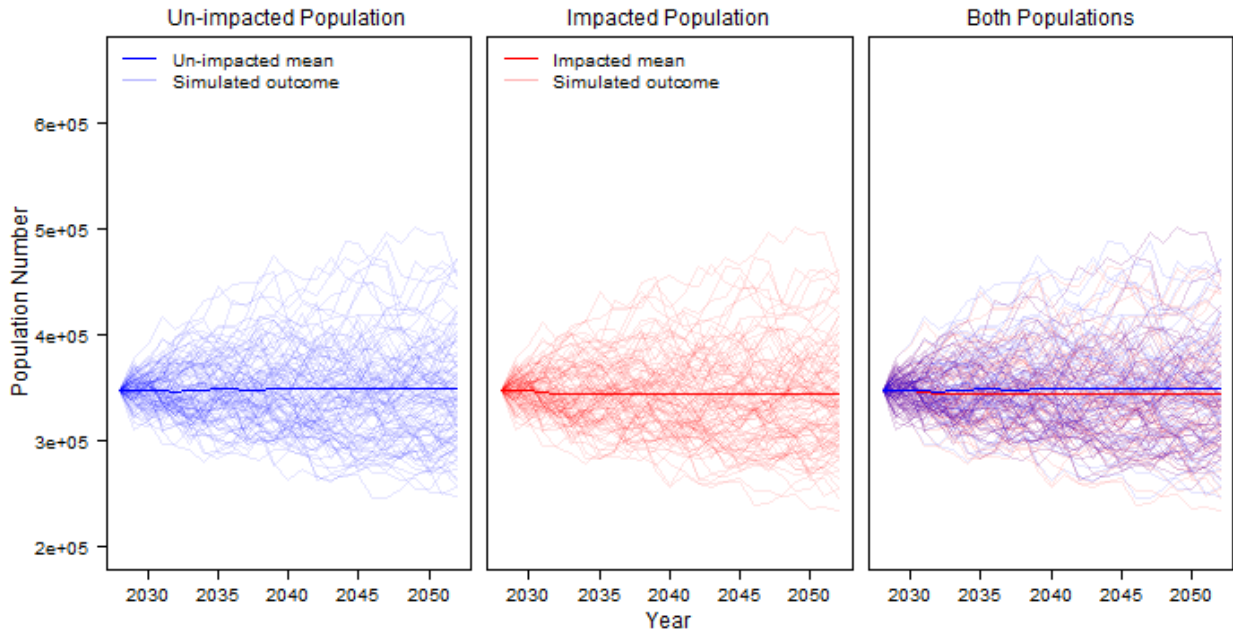 Un-impacted Population
Impacted Population
Both Populations
Un-impacted mean
Simulated outcome
Impacted mean
Simulated outcome
Population Number
6e+05
5e+05
4e+05
3e+05
2e+05
2030 2035 2040 2045 2050
2030 2035 2040 2045 2050
2030 2035 2040 2045 2050
Year